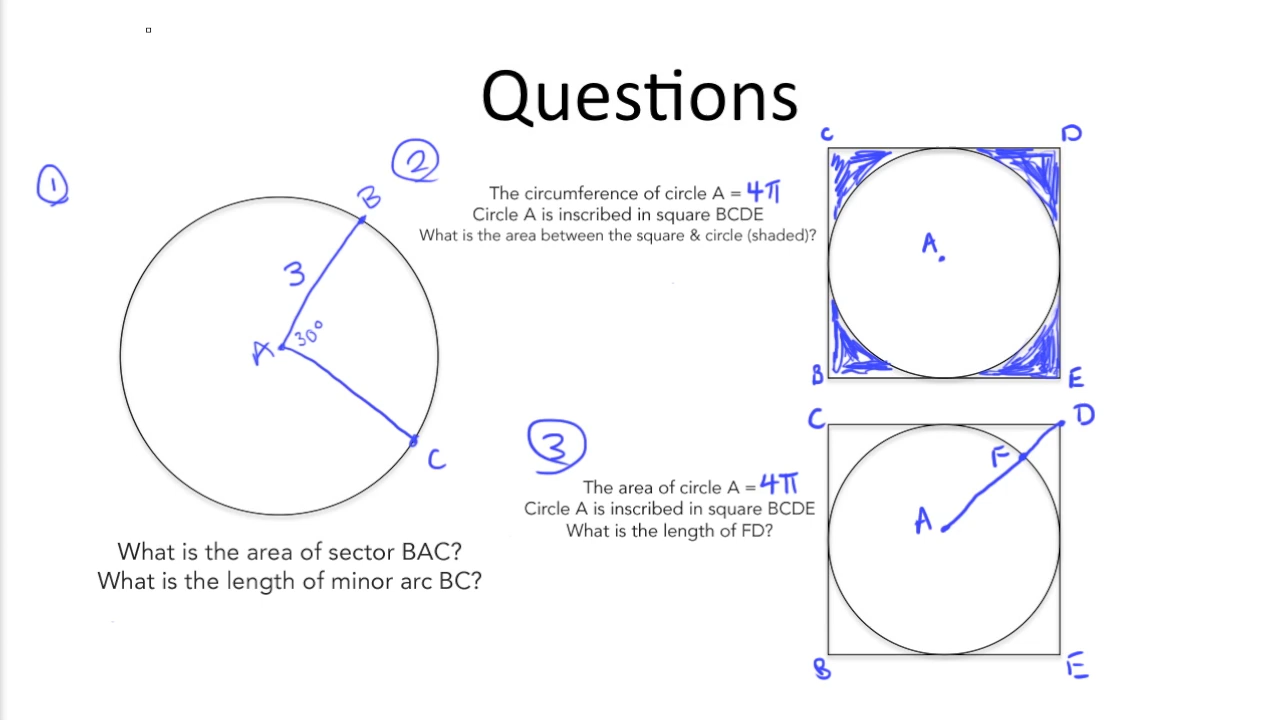 Questions
①
B
3
A
30°
C
What is the area of sector BAC?
What is the length of minor arc BC?
②
The circumference of circle A = 4π
Circle A is inscribed in square BCDE
What is the area between the square & circle (shaded)?
C
D
A
B
E
③
The area of circle A = 4π
Circle A is inscribed in square BCDE
What is the length of FD?
C
D
F
A
B
E